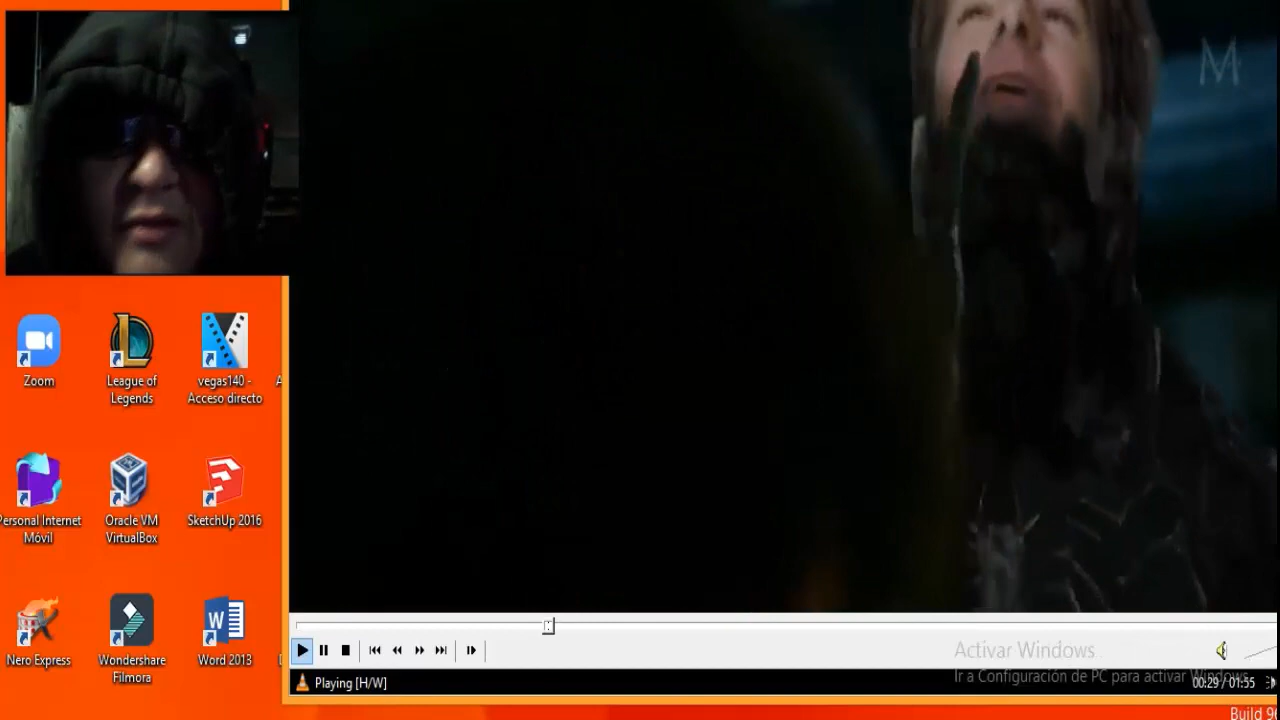 M
Zoom
League of
Legends
vegas140 -
Acceso directo
Personal Internet
Móvil
Oracle VM
VirtualBox
SketchUp 2016
Nero Express
Wondershare
Filmora
Word 2013
Activar Windows
Ir a Configuración de PC para activar Windows.
Playing [H/W]
00:29 / 01:55
Build 96